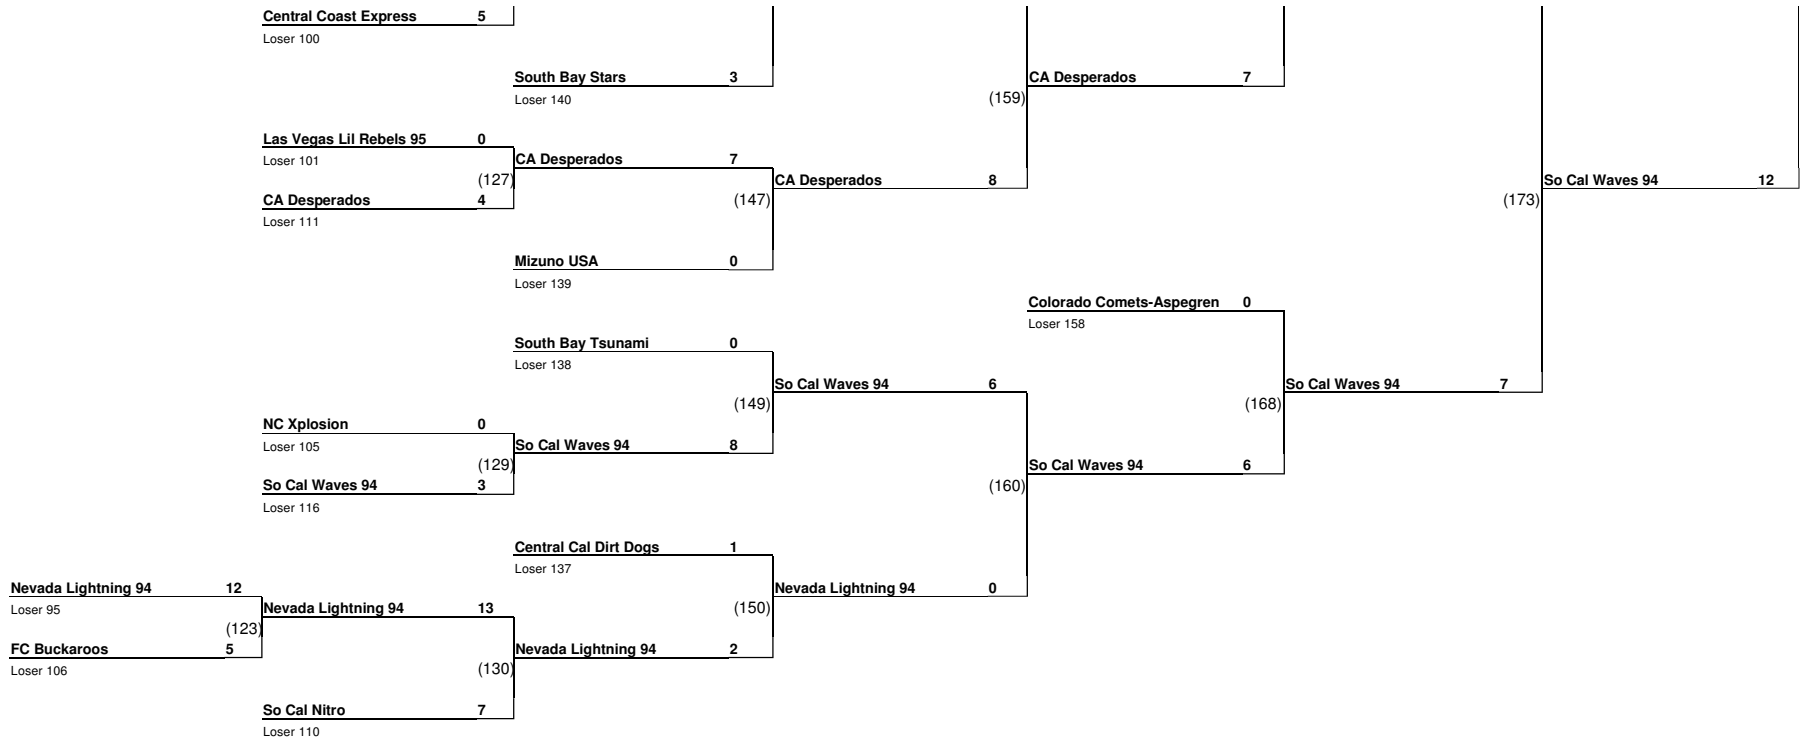 Central Coast Express 5
Loser 100
South Bay Stars 3
CA Desperados 7
Loser 140
(159)
Las Vegas Lil Rebels 95 0
Loser 101
CA Desperados 7
(127)
CA Desperados 8
So Cal Waves 94 12
CA Desperados 4
(147)
(173)
Loser 111
Mizuno USA 0
Loser 139
Colorado Comets-Aspegren 0
Loser 158
South Bay Tsunami 0
Loser 138
So Cal Waves 94 6
So Cal Waves 94 7
(149)
(168)
NC Xplosion 0
Loser 105
So Cal Waves 94 8
(129)
So Cal Waves 94 6
So Cal Waves 94 3
(160)
Loser 116
Central Cal Dirt Dogs 1
Loser 137
Nevada Lightning 94 12
Nevada Lightning 94 0
Loser 95
Nevada Lightning 94 13
(150)
(123)
FC Buckaroos 5
Nevada Lightning 94 2
Loser 106
(130)
So Cal Nitro 7
Loser 110